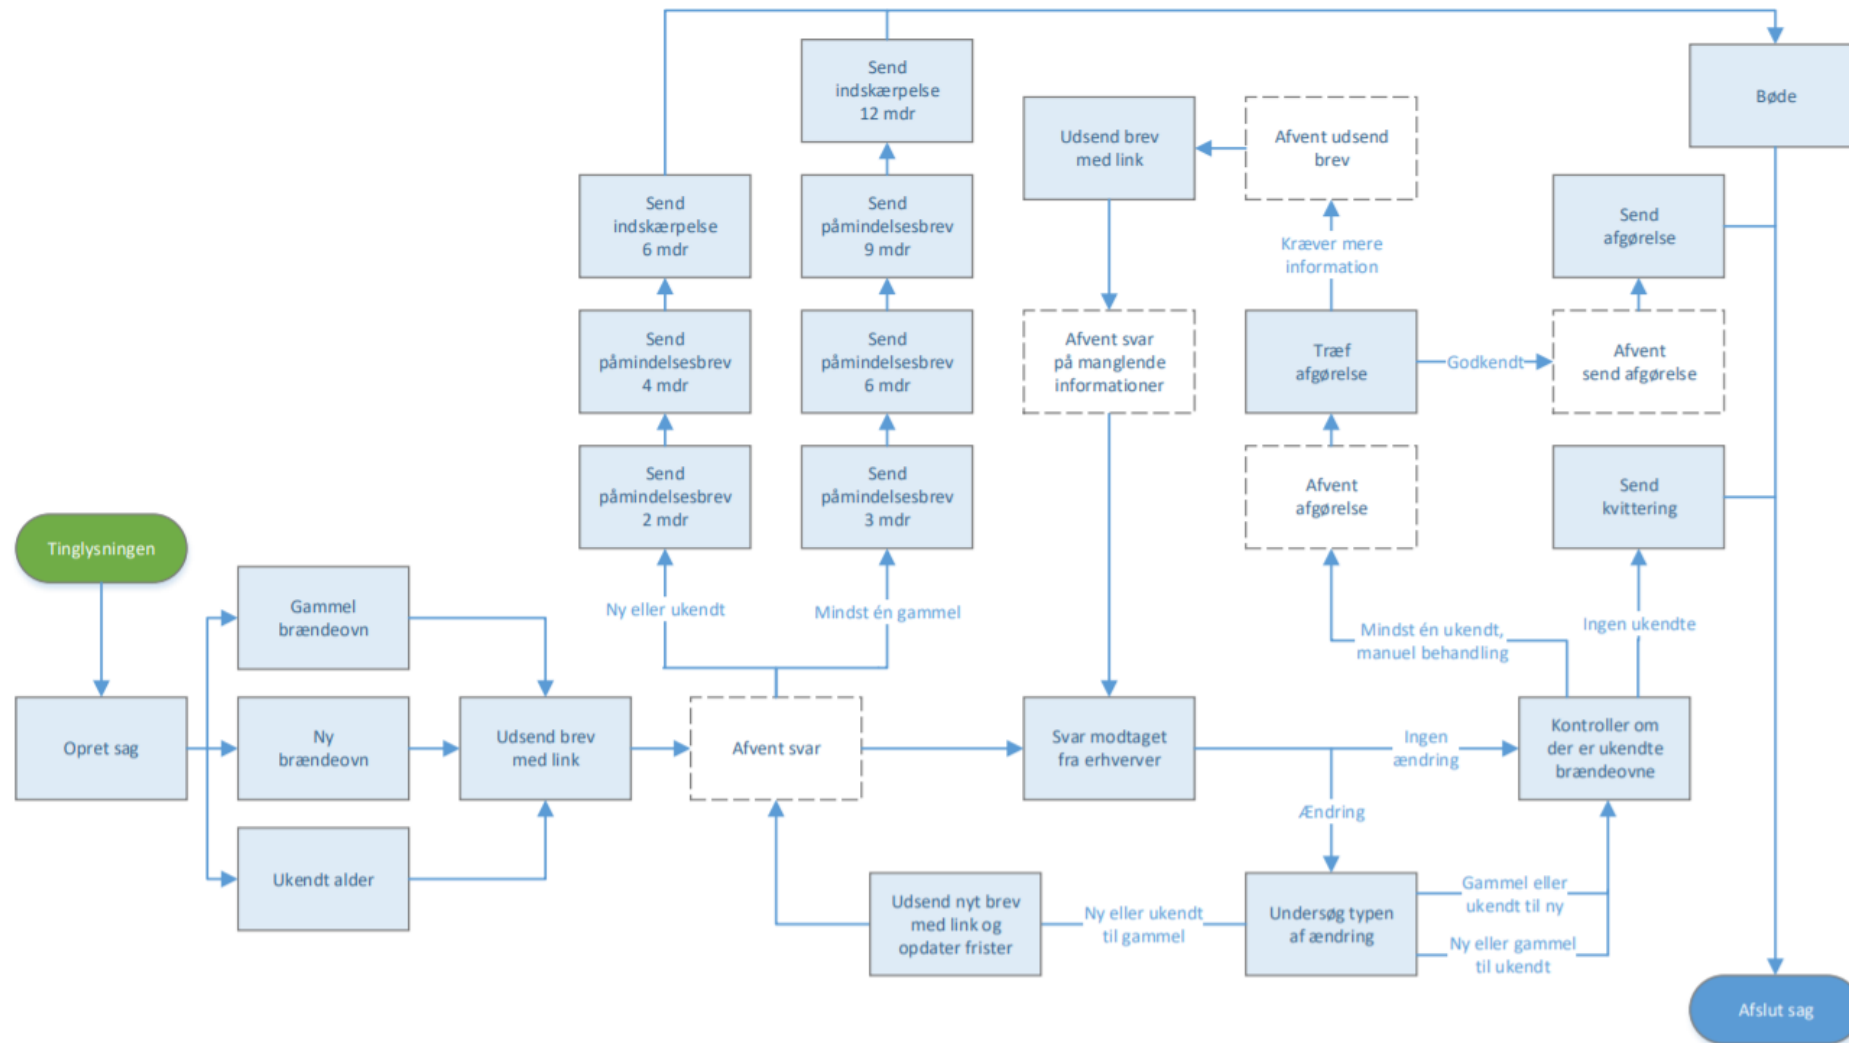 Send
indskærpelse
12 mdr
Bøde
Udsend brev
med link
Afvent udsend
brev
Send
indskærpelse
6 mdr
Send
påmindelsesbrev
9 mdr
Kræver mere
information
Send
afgørelse
Send
påmindelsesbrev
4 mdr
Send
påmindelsesbrev
6 mdr
Afvent svar
på manglende
informationer
Træf
afgørelse
Godkendt
Afvent
send afgørelse
Send
påmindelsesbrev
2 mdr
Send
påmindelsesbrev
3 mdr
Afvent
afgørelse
Send
kvittering
Tinglysningen
Gammel
brændeovn
Ny eller ukendt
Mindst én gammel
Mindst én ukendt,
manuel behandling
Ingen ukendte
Opret sag
Ny
brændeovn
Udsend brev
med link
Afvent svar
Svar modtaget
fra erhverver
Ingen
ændring
Kontroller om
der er ukendte
brændeovne
Ændring
Ukendt alder
Udsend nyt brev
med link og
opdater frister
Ny eller ukendt
til gammel
Undersøg typen
af ændring
Gammel eller
ukendt til ny
Ny eller gammel
til ukendt
Afslut sag